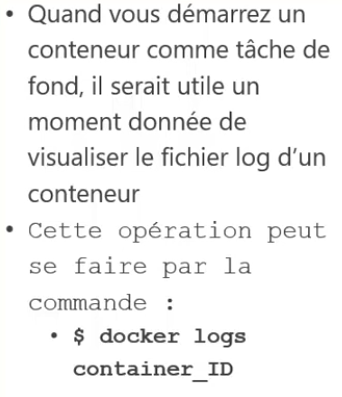 • Quand vous démarrez un
conteneur comme tâche de
fond, il serait utile un
moment donnée de
visualiser le fichier log d'un
conteneur
• Cette opération peut
se faire par la
commande :
• $ docker logs
container_ID